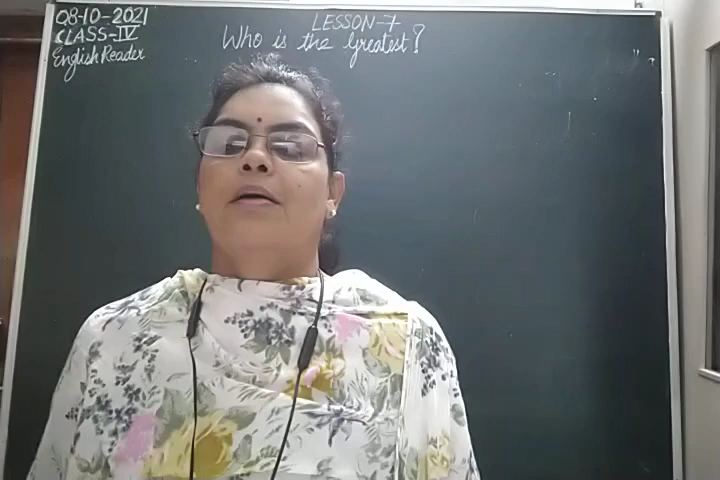 08-10-2021
CLASS-IV
English Reader
LESSON-7
Who is the Greatest?